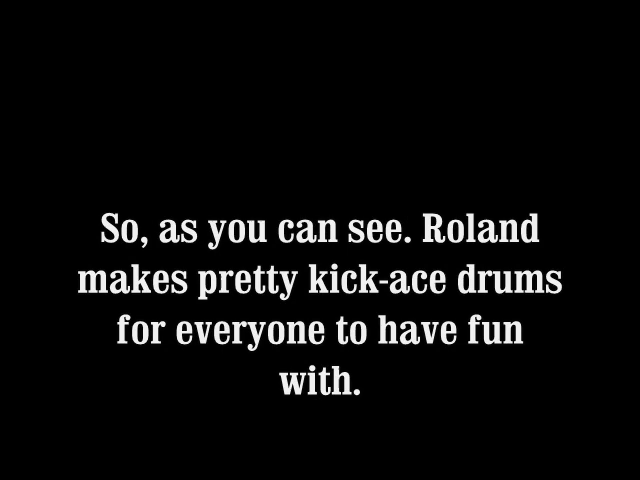 So, as you can see. Roland
makes pretty kick-ace drums
for everyone to have fun
with.